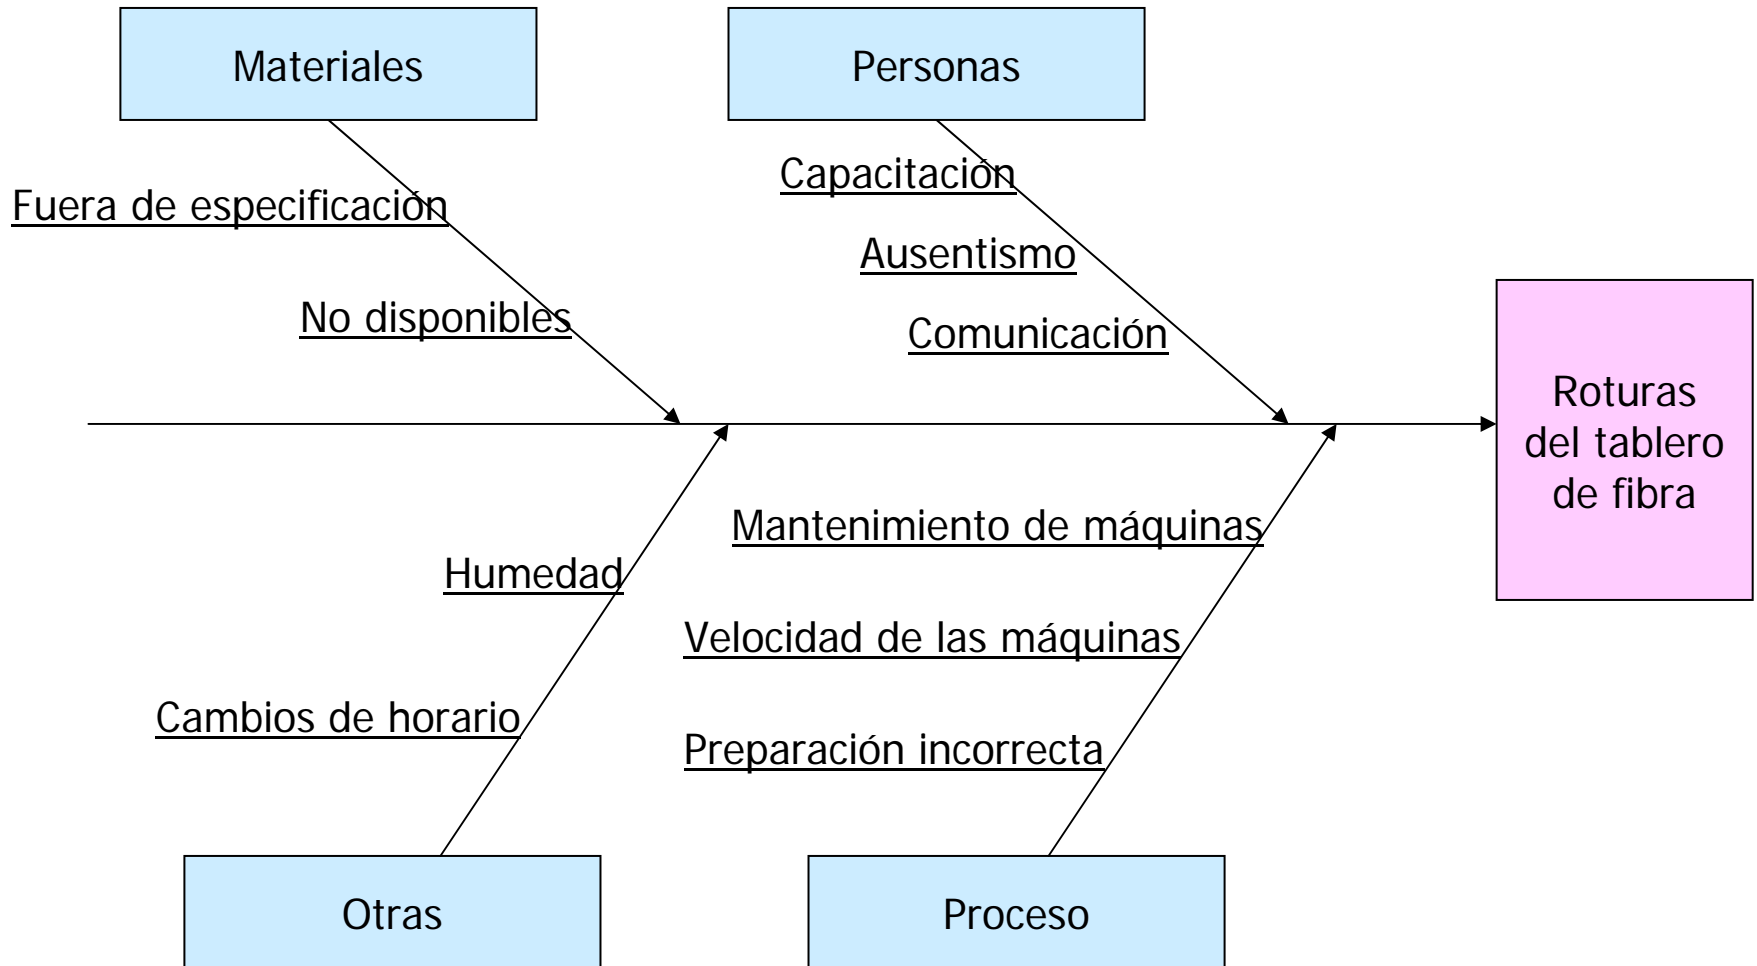 Materiales
Personas
Capacitación
Fuera de especificación
Ausentismo
No disponibles
Comunicación
Roturas
del tablero
de fibra
Mantenimiento de máquinas
Humedad
Velocidad de las máquinas
Cambios de horario
Preparación incorrecta
Otras
Proceso